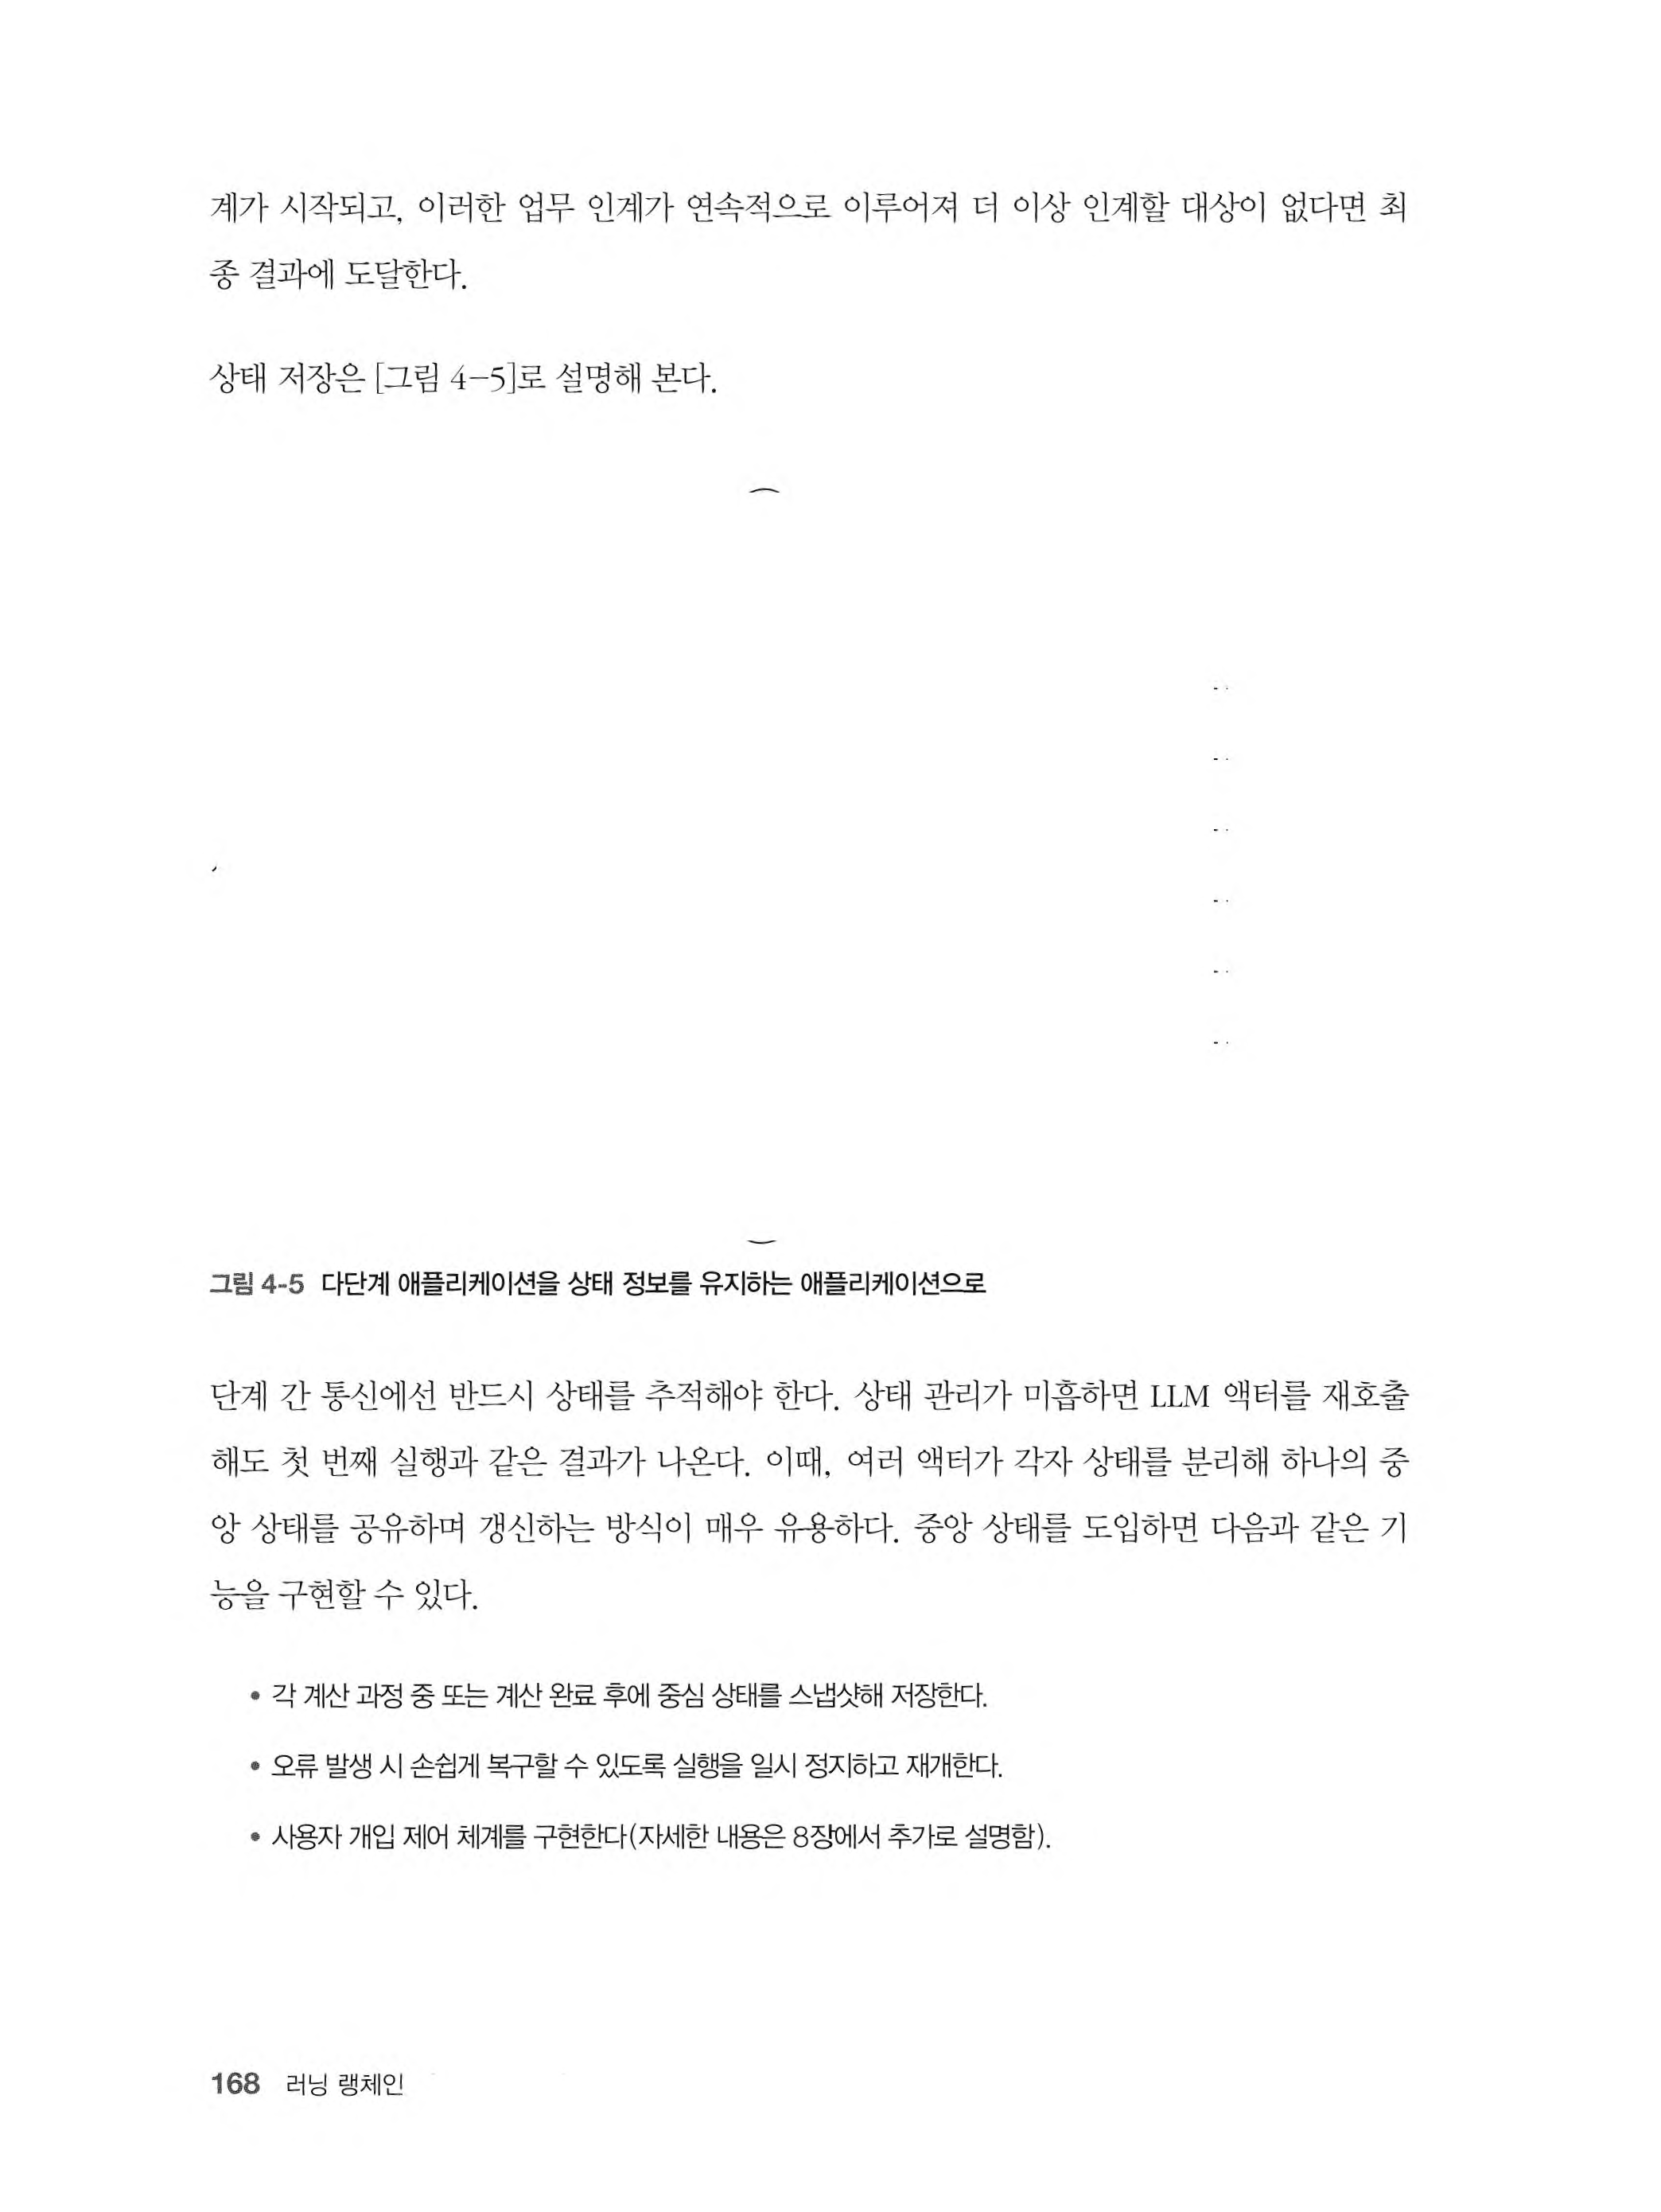 계가 시작되고, 이러한 업무 인계가 연속적으로 이루어져 더 이상 인계할 대상이 없다면 최
종 결과에 도달한다.
상태 저장은 [그림 4-5]로 설명해 본다.
그림 4-5 다단계 애플리케이션을 상태 정보를 유지하는 애플리케이션으로
단계 간 통신에선 반드시 상태를 추적해야 한다. 상태 관리가 미흡하면 LLM 액터를 재호출
해도 첫 번째 실행과 같은 결과가 나온다. 이때, 여러 액터가 각자 상태를 분리해 하나의 중
앙 상태를 공유하며 갱신하는 방식이 매우 유용하다. 중앙 상태를 도입하면 다음과 같은 기
능을 구현할 수 있다.
• 각 계산 과정 중 또는 계산 완료 후에 중심 상태를 스냅샷해 저장한다.
• 오류 발생 시 손쉽게 복구할 수 있도록 실행을 일시 정지하고 재개한다.
• 사용자 개입 제어 체계를 구현한다(자세한 내용은 8장에서 추가로 설명함).
168 러닝 랭체인